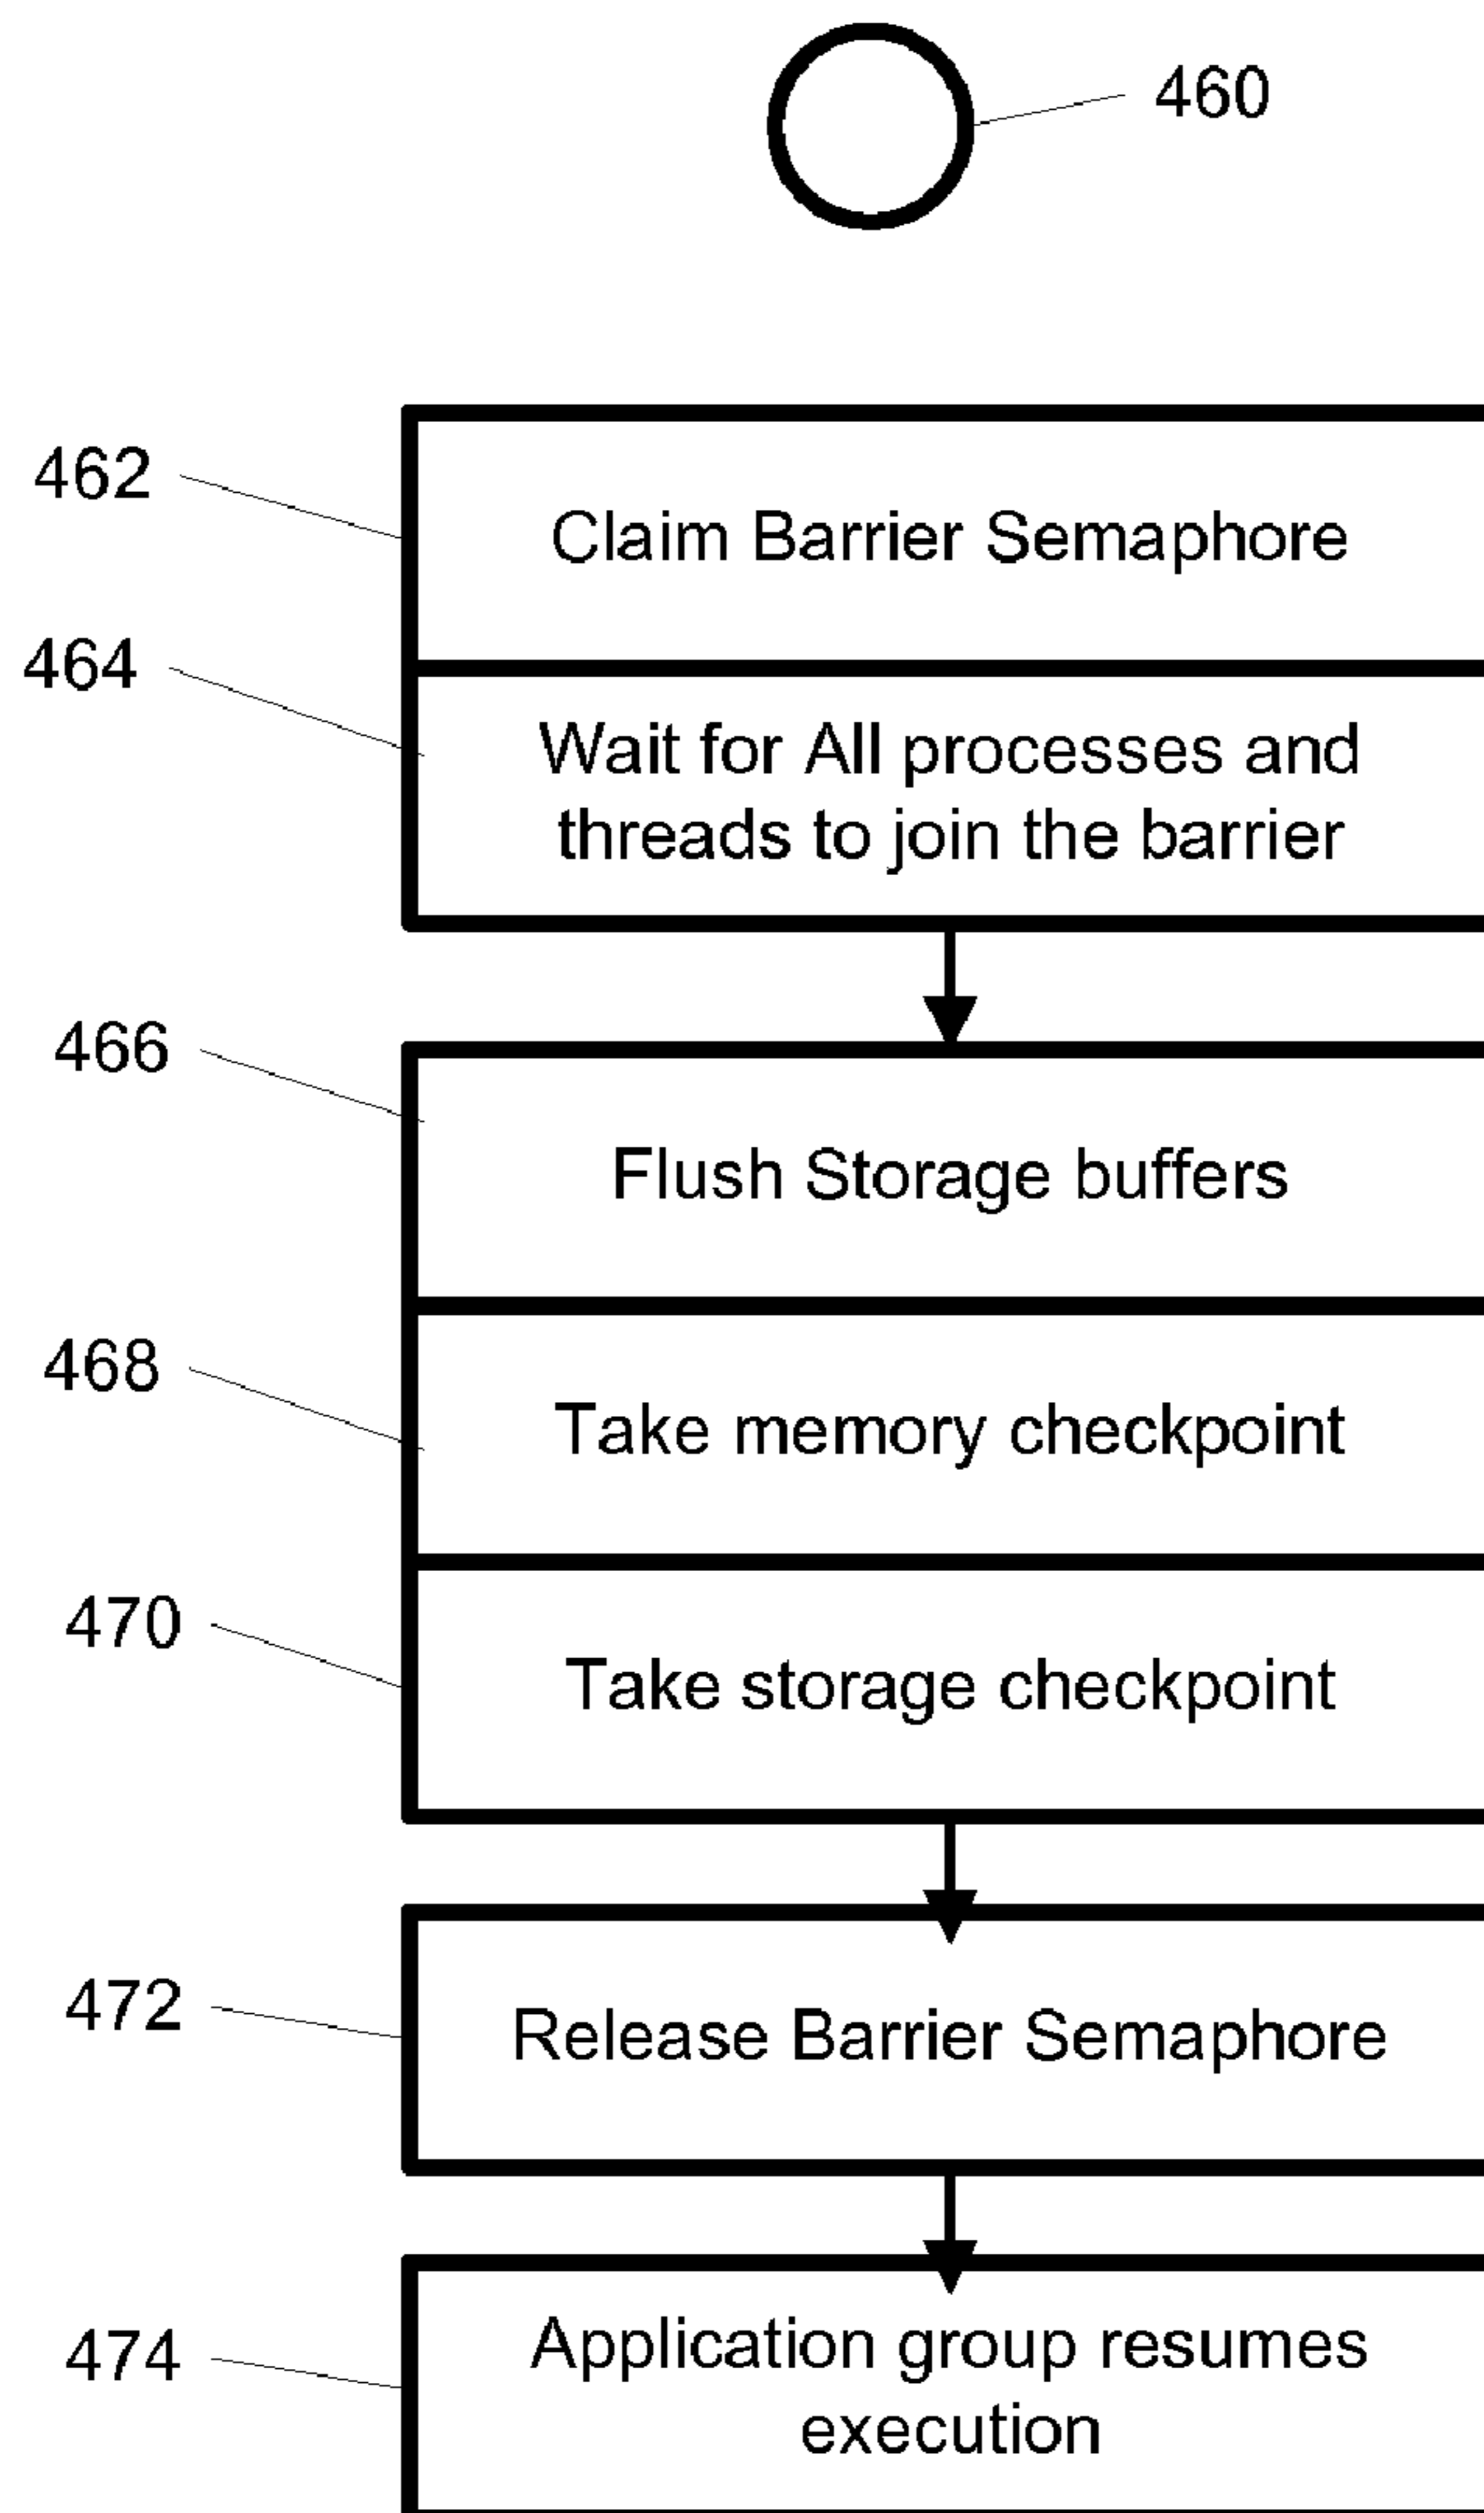 460
462
Claim Barrier Semaphore
464
Wait for All processes and
threads to join the barrier
466
Flush Storage buffers
468
Take memory checkpoint
470
Take storage checkpoint
472
Release Barrier Semaphore
474
Application group resumes
execution